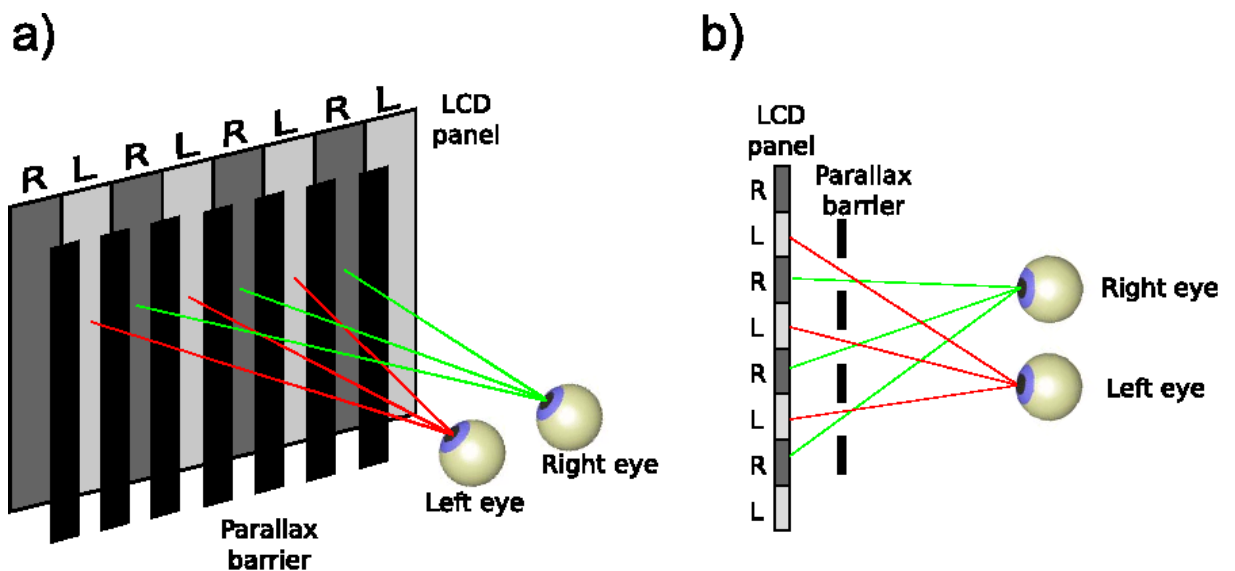 a)
R L R L R L R L
LCD
panel
Left eye
Right eye
Parallax
barrier
b)
LCD
panel
Parallax
barrier
R
L
R
L
R
L
R
L
Right eye
Left eye